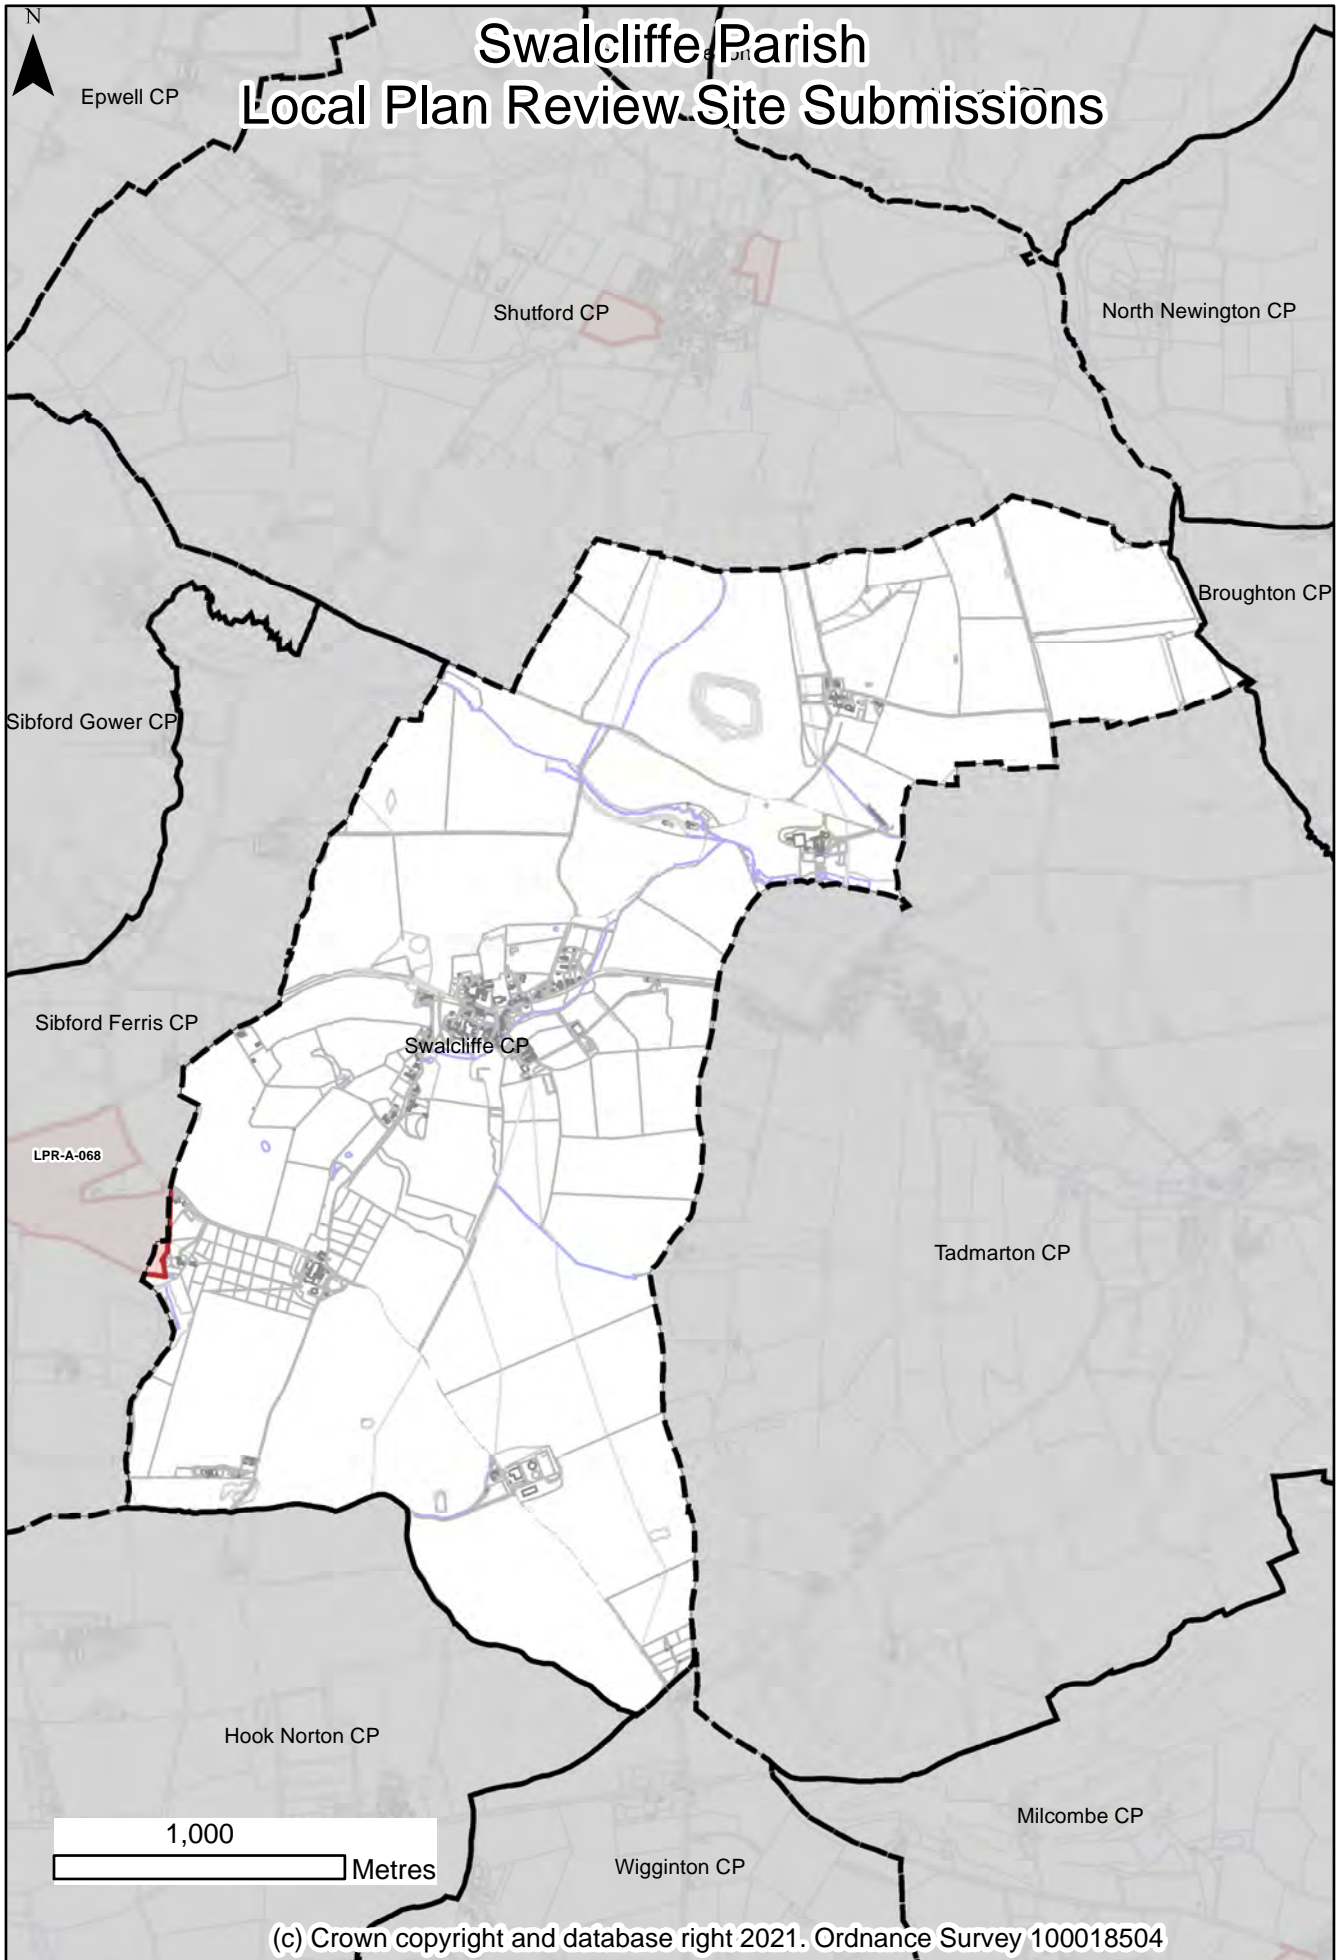 N
Swalcliffe Parish
Local Plan Review Site Submissions
Epwell CP
Shutford CP
North Newington CP
Broughton CP
Sibford Gower CP
Sibford Ferris CP
Swalcliffe CP
LPR-A-068
Tadmarton CP
Hook Norton CP
Milcombe CP
Wigginton CP
1,000
Metres
(c) Crown copyright and database right 2021. Ordnance Survey 100018504